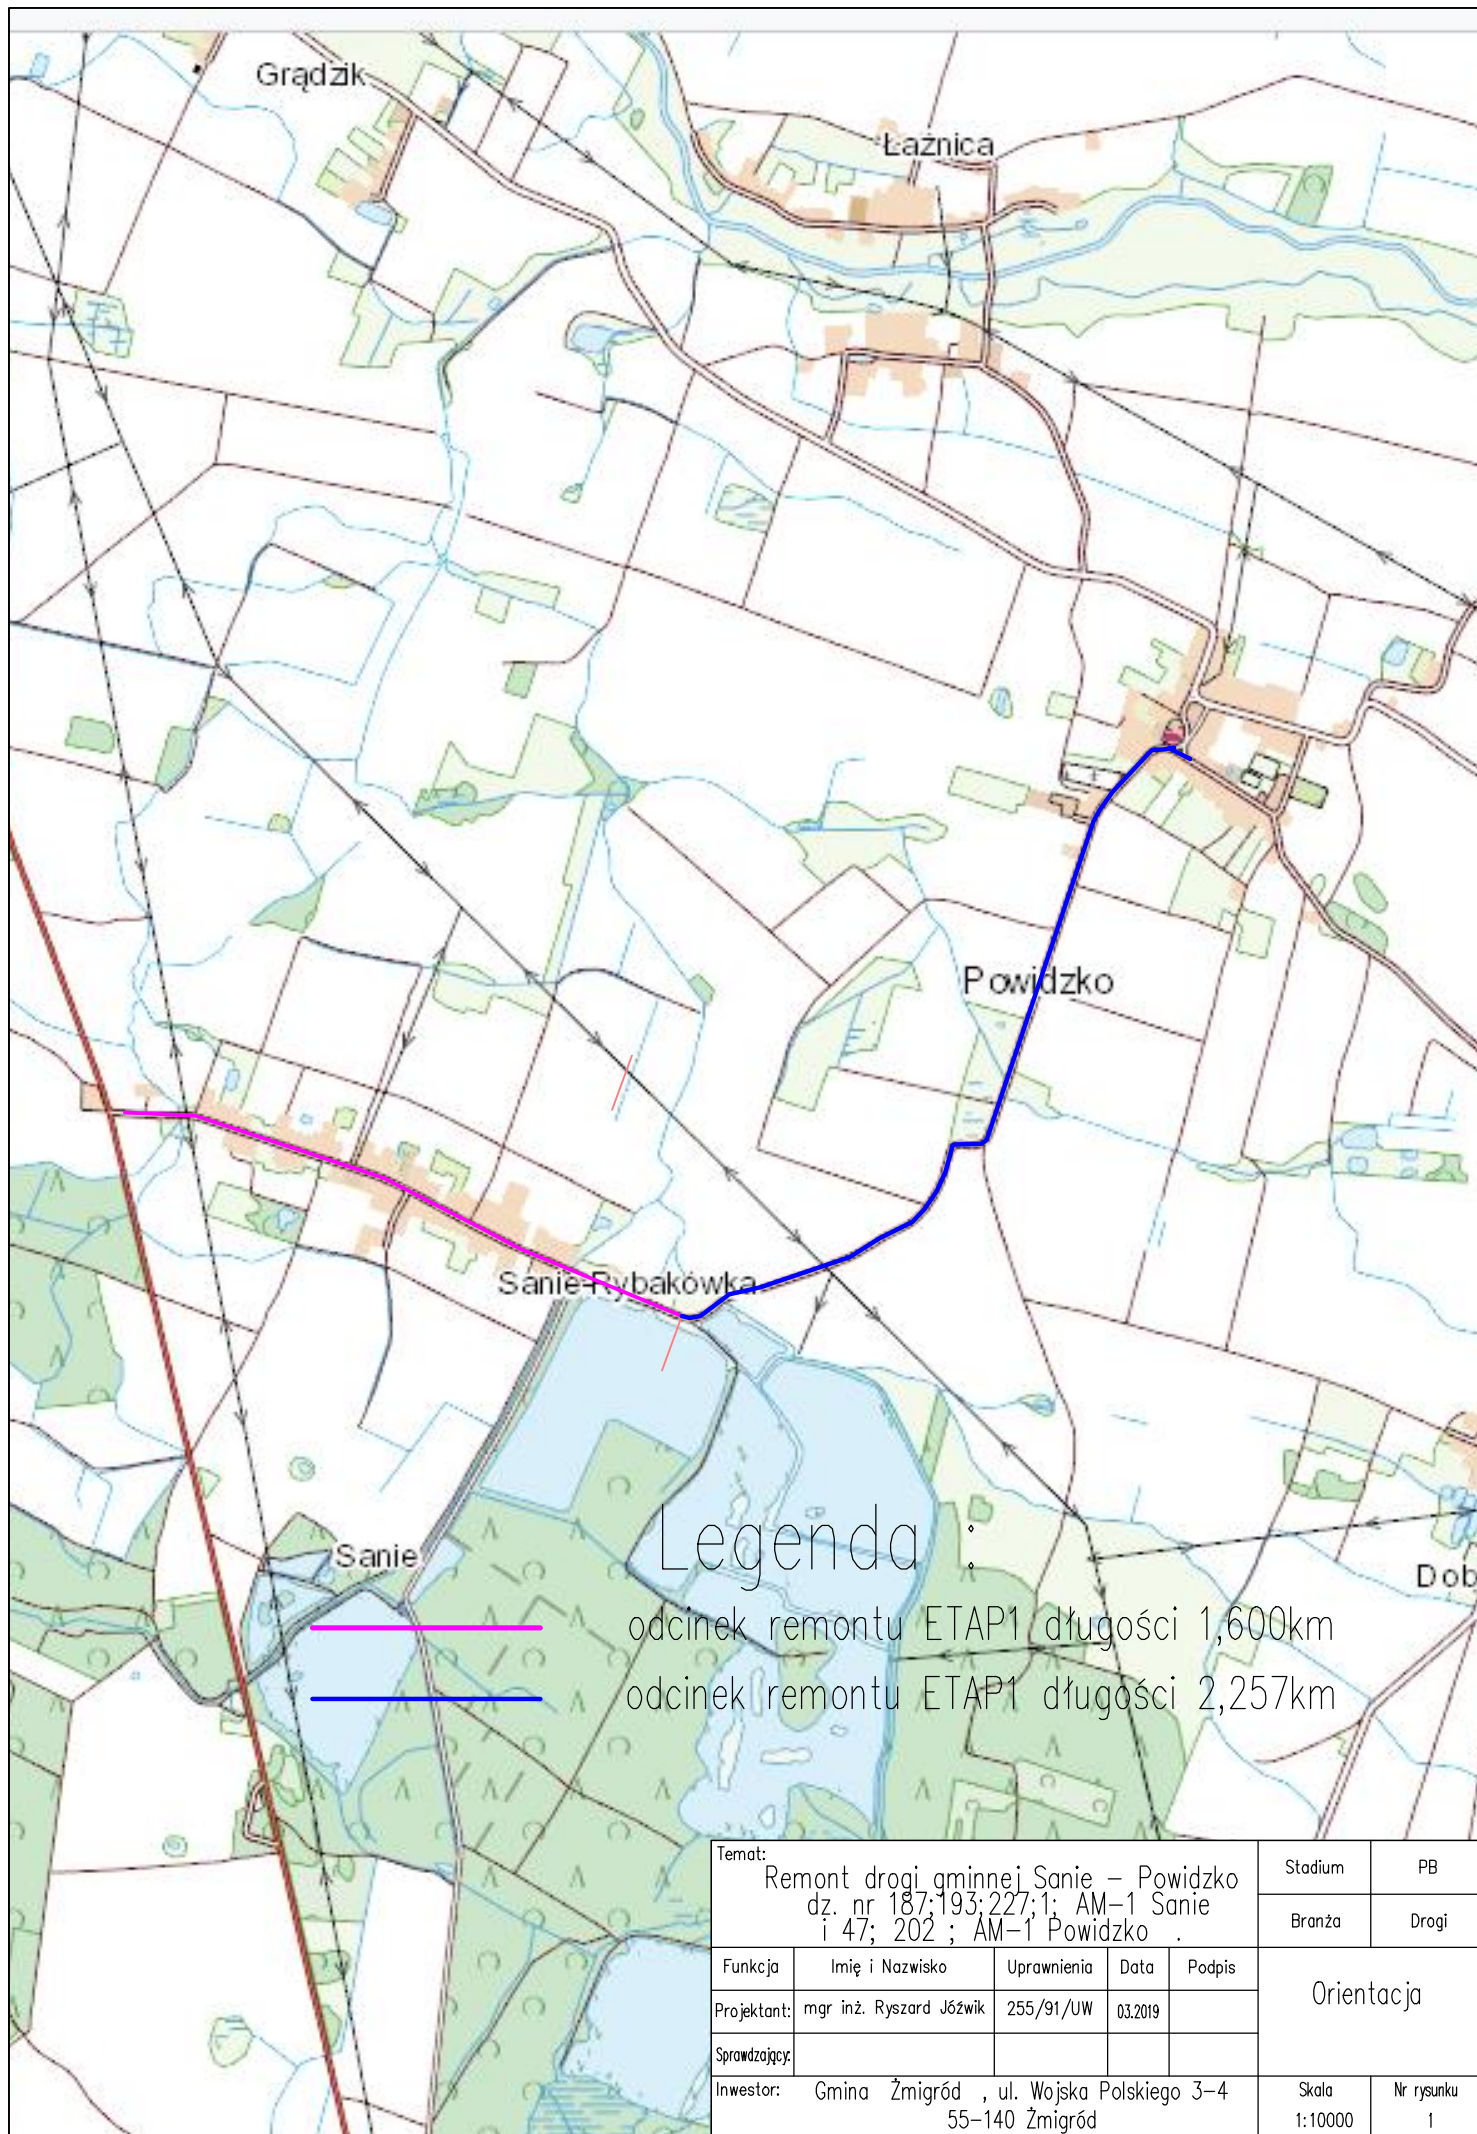 Grądzik
Łaźnica
Powidzko
Sanie-Rybakówka
Sanie
Dob
Legenda :
odcinek remontu ETAP1 długości 1,600km
odcinek remontu ETAP1 długości 2,257km
Temat:
Remont drogi gminnej Sanie – Powidzko
dz. nr 187;193;227;1; AM–1 Sanie
i 47; 202 ; AM–1 Powidzko .
Stadium PB
Branża Drogi
Funkcja Imię i Nazwisko Uprawnienia Data Podpis
Orientacja
Projektant: mgr inż. Ryszard Jóźwik 255/91/UW 03.2019
Sprawdzający:
Inwestor: Gmina Żmigród , ul. Wojska Polskiego 3–4
55–140 Żmigród
Skala Nr rysunku
1:10000 1